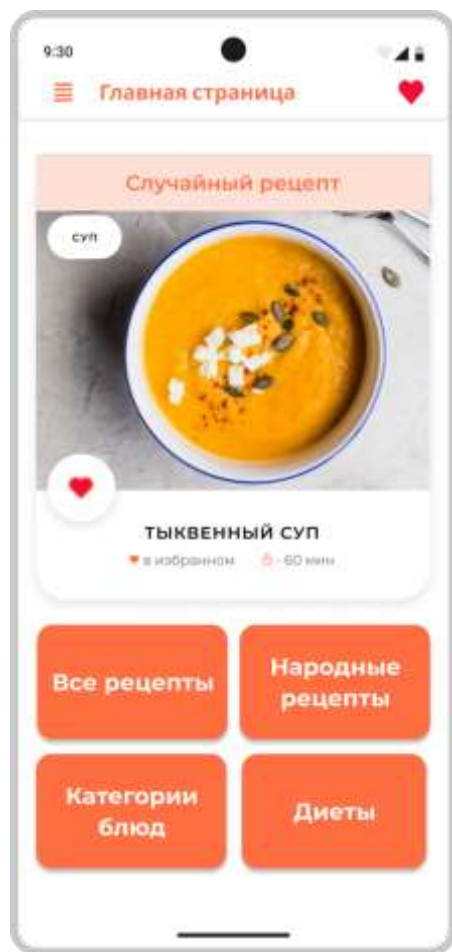 9:30
Главная страница
Случайный рецепт
суп
ТЫКВЕННЫЙ СУП
в избранном - 60 мин
Все рецепты
Народные
рецепты
Категории
блюд
Диеты